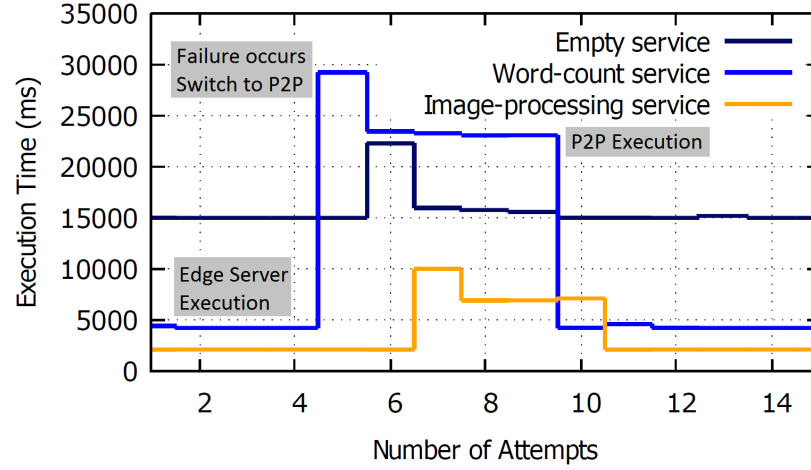 35000
30000
25000
20000
15000
10000
5000
0
Execution Time (ms)
Failure occurs
Switch to P2P
Empty service
Word-count service
Image-processing service
P2P Execution
Edge Server
Execution
2 4 6 8 10 12 14
Number of Attempts